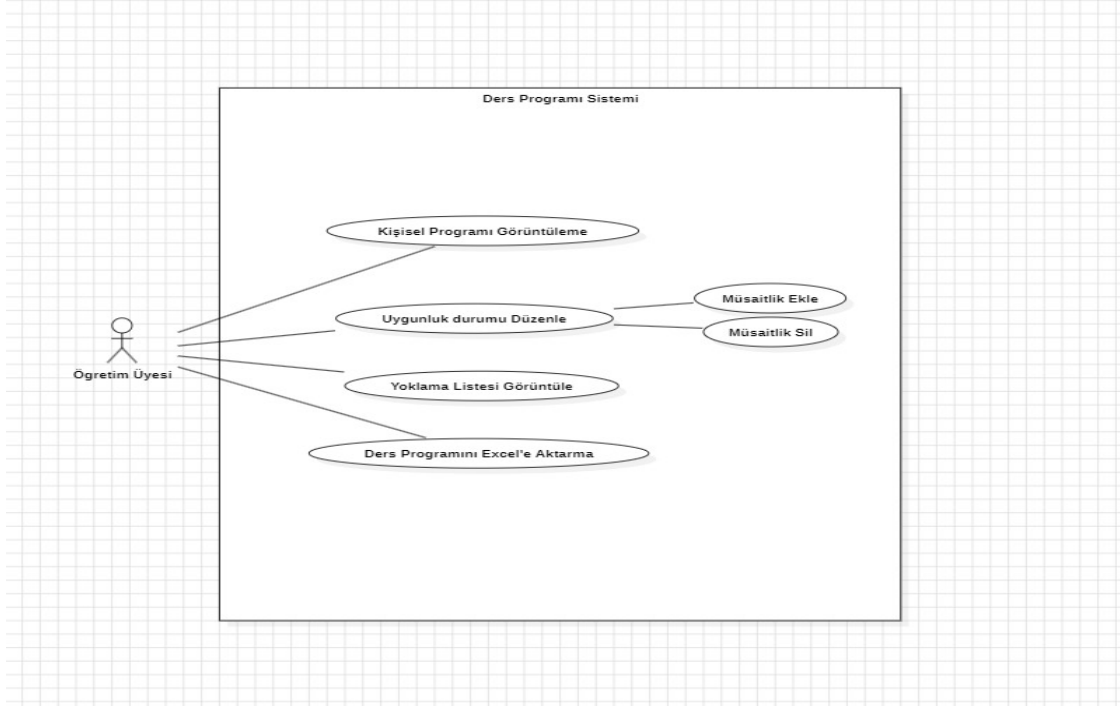 Ders Programı Sistemi
Kişisel Programı Görüntüleme
Uygunluk durumu Düzenle
Müsaitlik Ekle
Müsaitlik Sil
Ögretim Üyesi
Yoklama Listesi Görüntüle
Ders Programını Excel'e Aktarma